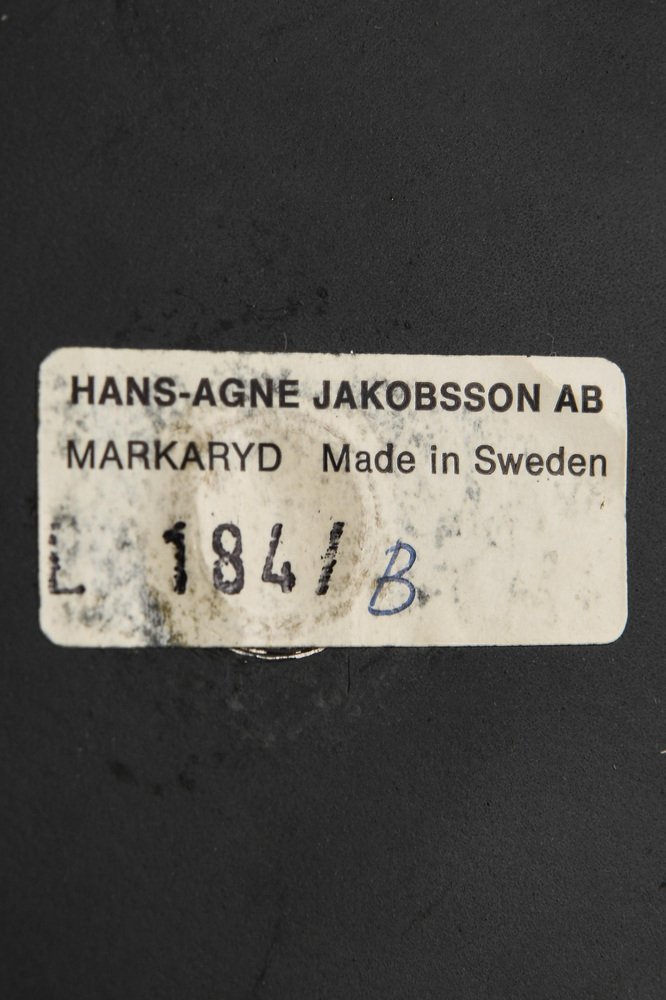 HANS-AGNE JAKOBSSON AB
MARKARYD Made in Sweden
L 184/ B